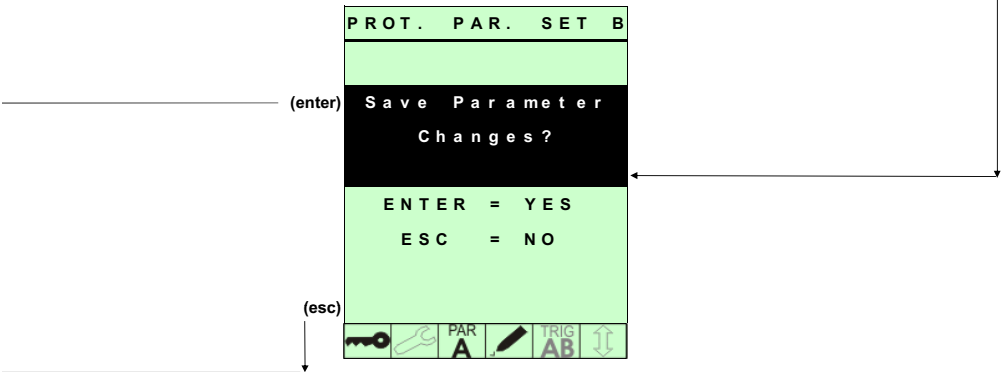 PROT. PAR. SET B
(enter)
Save Parameter
Changes?
ENTER = YES
ESC = NO
(esc)
PAR
A
TRIG
AB